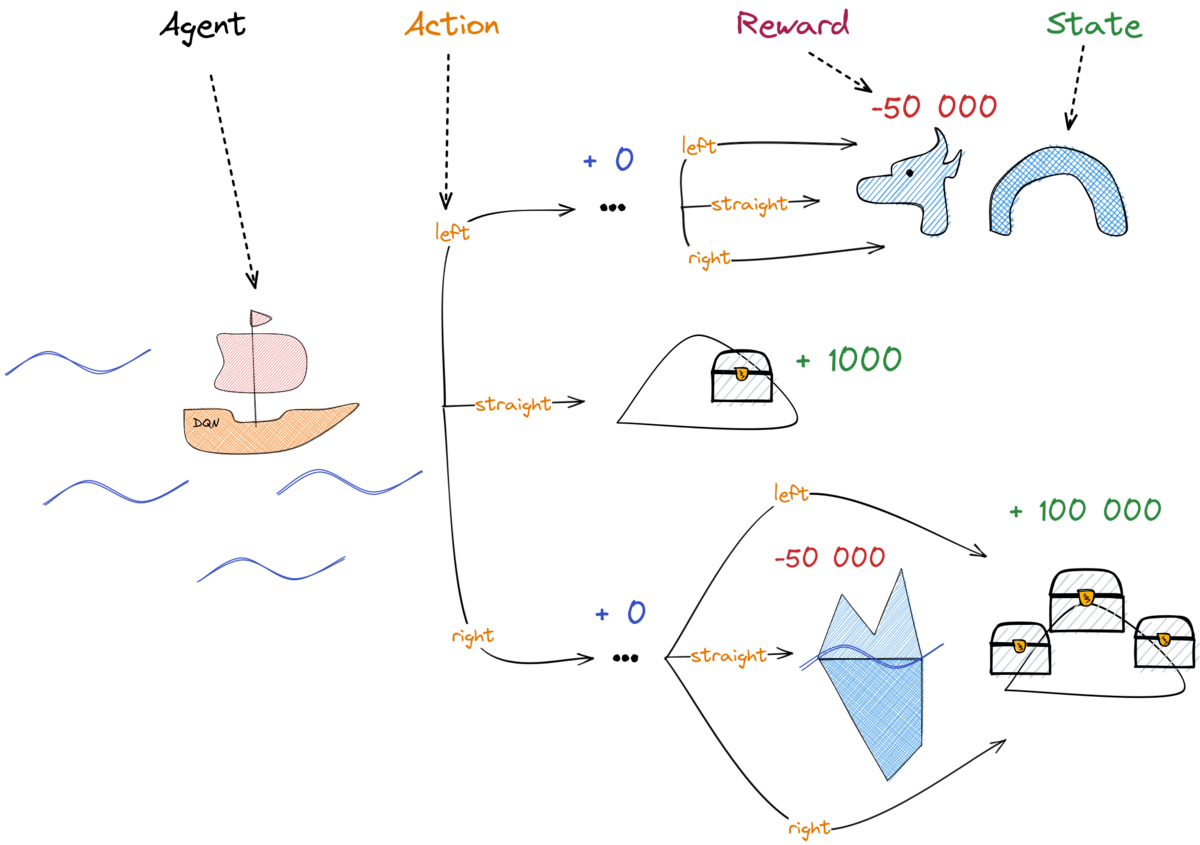 Agent
Action
Reward
State
-50 000
+ 0
left
straight
right
left
DQN
straight
+ 1000
left
+ 100 000
-50 000
+ 0
right
straight
right